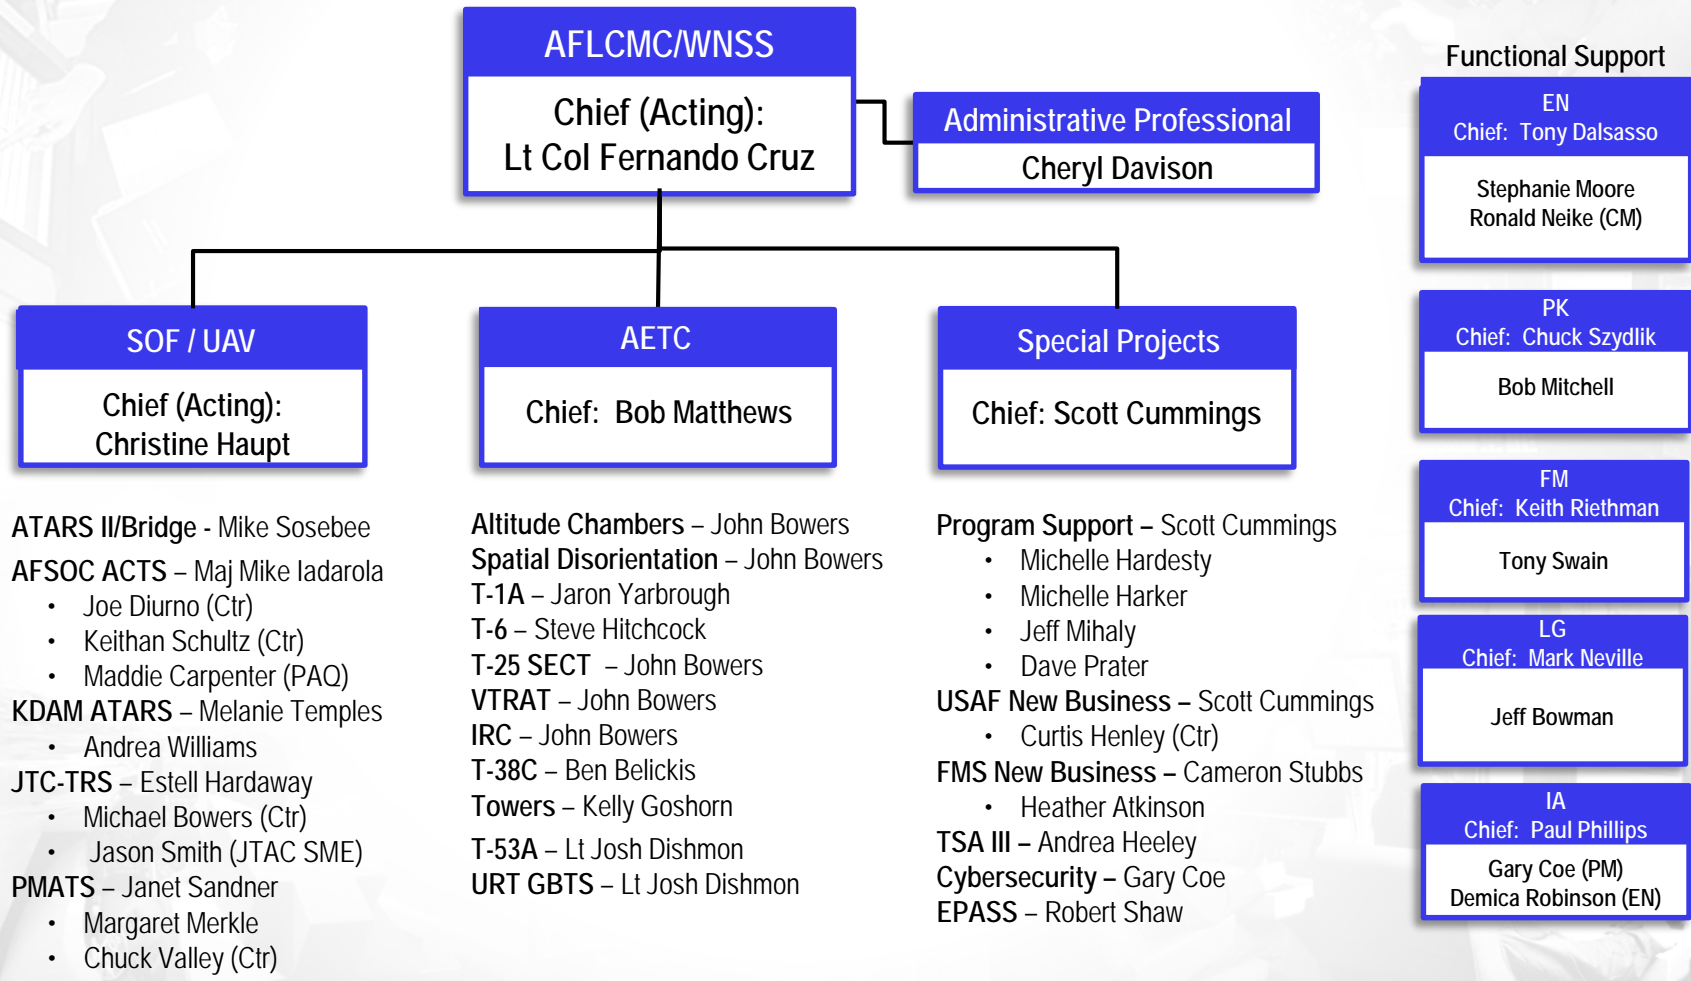 AFLCMC/WNSS
Chief (Acting):
Lt Col Fernando Cruz
Administrative Professional
Cheryl Davison
SOF / UAV
Chief (Acting):
Christine Haupt
ATARS II/Bridge - Mike Sosebee
AFSOC ACTS – Maj Mike Iadarola
• Joe Diurno (Ctr)
• Keithan Schultz (Ctr)
• Maddie Carpenter (PAQ)
KDAM ATARS – Melanie Temples
• Andrea Williams
JTC-TRS – Estell Hardaway
• Michael Bowers (Ctr)
• Jason Smith (JTAC SME)
PMATS – Janet Sandner
• Margaret Merkle
• Chuck Valley (Ctr)
AETC
Chief: Bob Matthews
Altitude Chambers – John Bowers
Spatial Disorientation – John Bowers
T-1A – Jaron Yarbrough
T-6 – Steve Hitchcock
T-25 SECT – John Bowers
VTRAT – John Bowers
IRC – John Bowers
T-38C – Ben Belickis
Towers – Kelly Goshorn
T-53A – Lt Josh Dishmon
URT GBTS – Lt Josh Dishmon
Special Projects
Chief: Scott Cummings
Program Support – Scott Cummings
• Michelle Hardesty
• Michelle Harker
• Jeff Mihaly
• Dave Prater
USAF New Business – Scott Cummings
• Curtis Henley (Ctr)
FMS New Business – Cameron Stubbs
• Heather Atkinson
TSA III – Andrea Heeley
Cybersecurity – Gary Coe
EPASS – Robert Shaw
Functional Support
EN
Chief: Tony Dalsasso
Stephanie Moore
Ronald Neike (CM)
PK
Chief: Chuck Szydlik
Bob Mitchell
FM
Chief: Keith Riethman
Tony Swain
LG
Chief: Mark Neville
Jeff Bowman
IA
Chief: Paul Phillips
Gary Coe (PM)
Demica Robinson (EN)